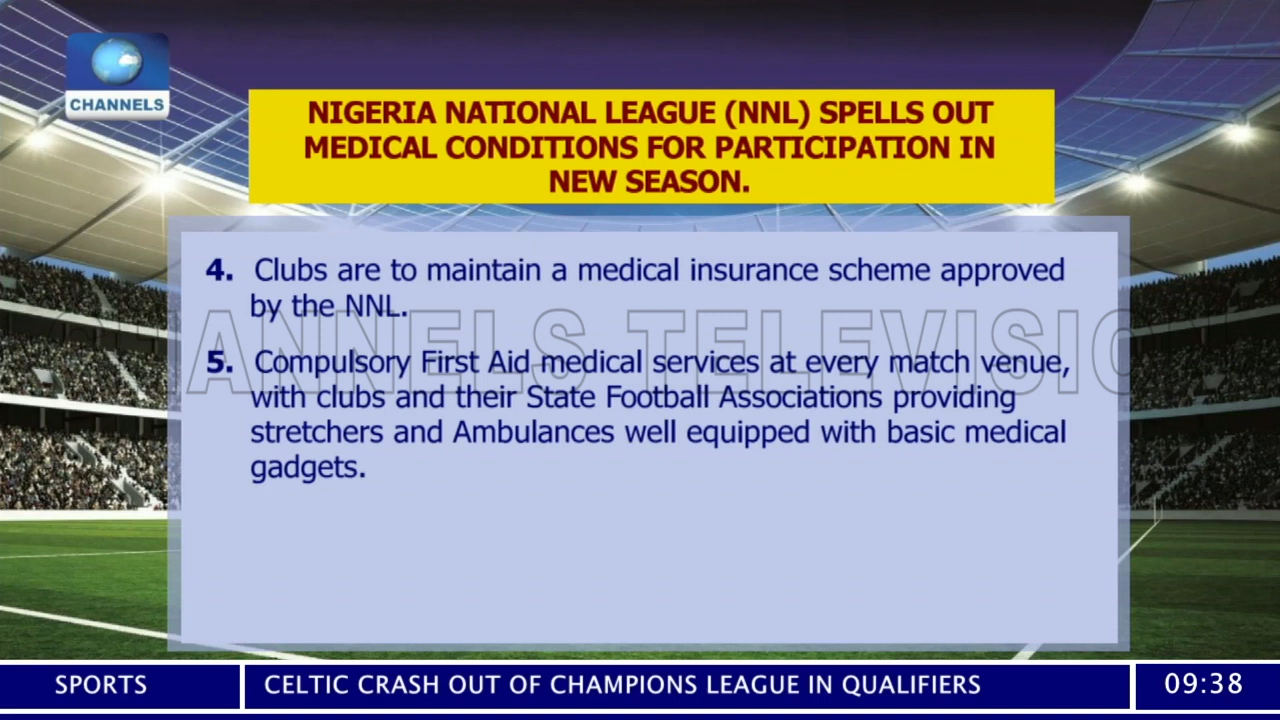 CHANNELS
NIGERIA NATIONAL LEAGUE (NNL) SPELLS OUT
MEDICAL CONDITIONS FOR PARTICIPATION IN
NEW SEASON.
4. Clubs are to maintain a medical insurance scheme approved
by the NNL.
CHANNELS TELEVISION
5. Compulsory First Aid medical services at every match venue,
with clubs and their State Football Associations providing
stretchers and Ambulances well equipped with basic medical
gadgets.
SPORTS
CELTIC CRASH OUT OF CHAMPIONS LEAGUE IN QUALIFIERS
09:38